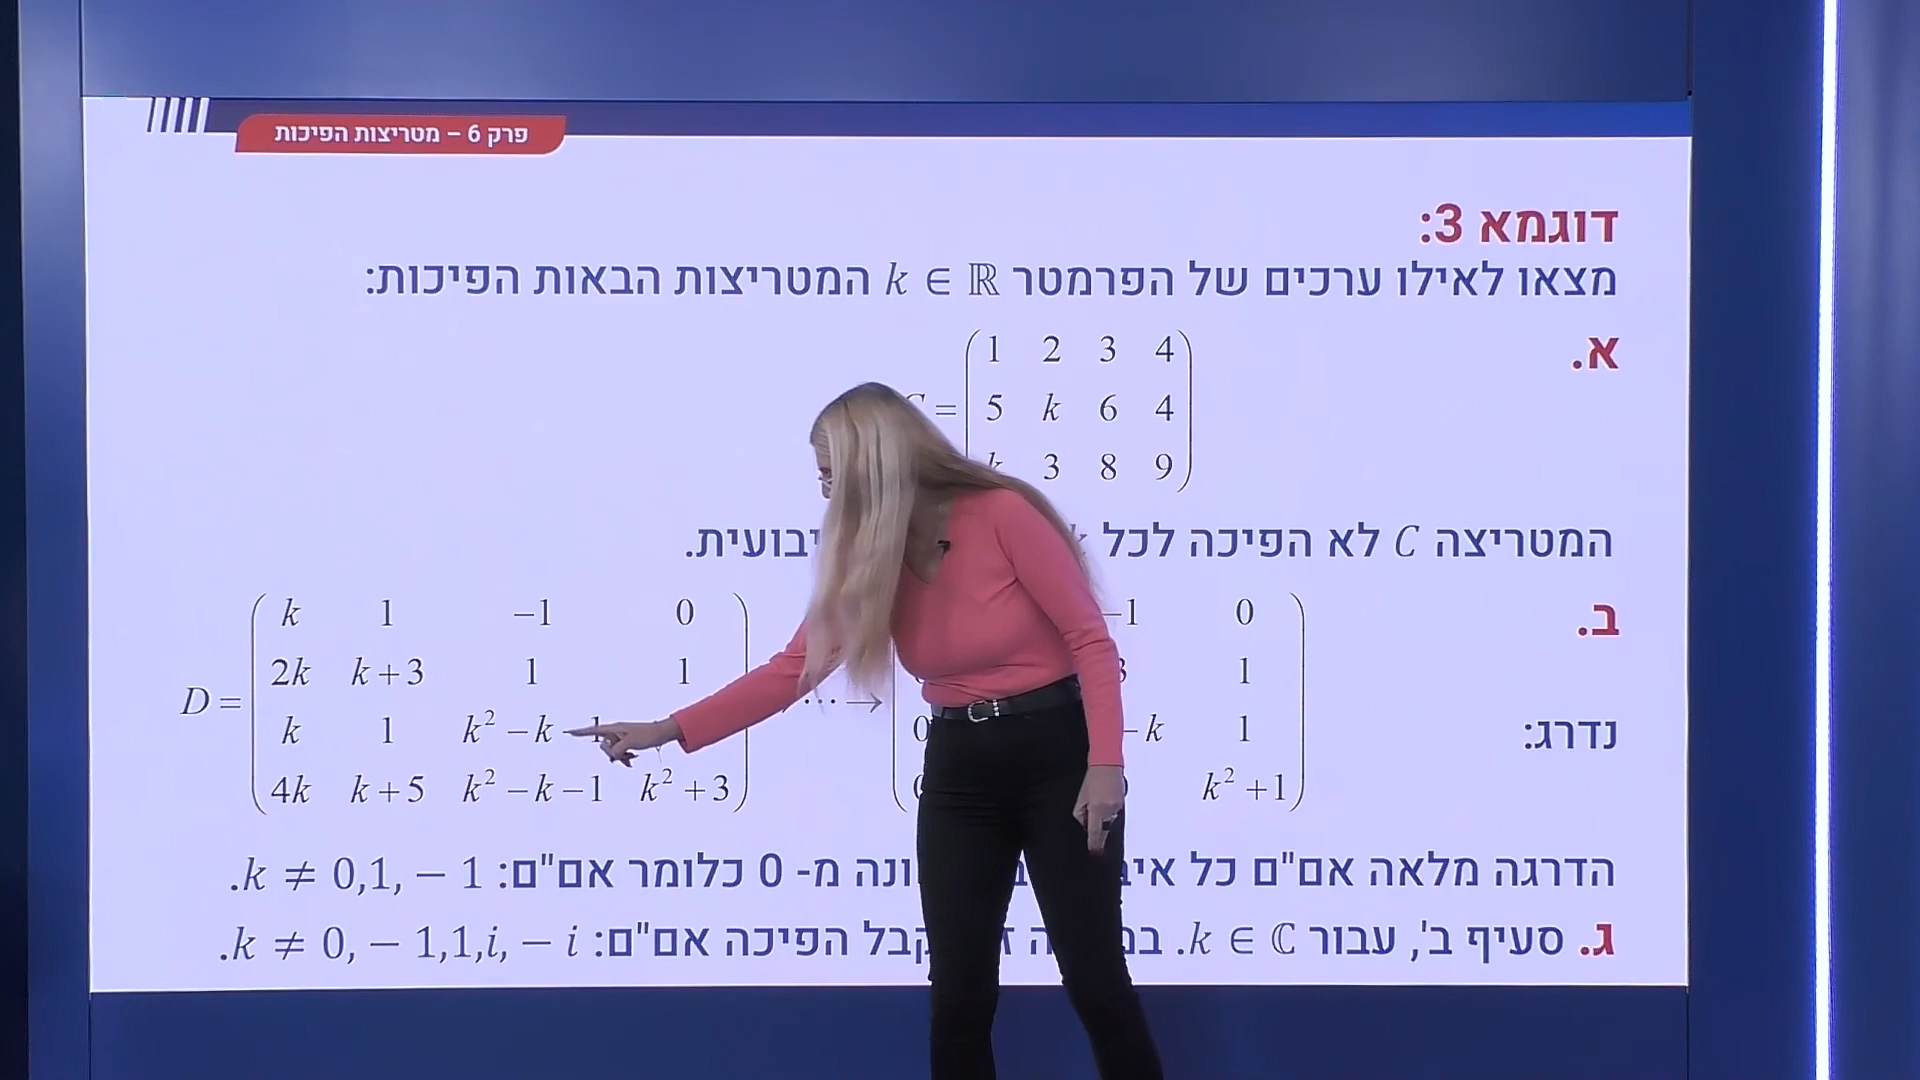 פרק 6 – מטריצות הפיכות
דוגמא 3:
מצאו לאילו ערכים של הפרמטר k ∈ ℝ המטריצות הבאות הפיכות:
א.
1 2 3 4
= 5 k 6 4
3 8 9
המטריצה C לא הפיכה לכל
ב.
k 1 −1 0
D = 2k k+3 1 1
k 1 k² − k
4k k+5 k² − k − 1 k² + 3
נדרג:
⋯ →
−1 0
1
0 − k 1
k² + 1
הדרגה מלאה אם"ם כל מ- 0 כלומר אם"ם: k ≠ 0,1, − 1.
ג. סעיף ב', עבור k ∈ ℂ. הפיכה אם"ם: k ≠ 0, − 1,1,i, − i.